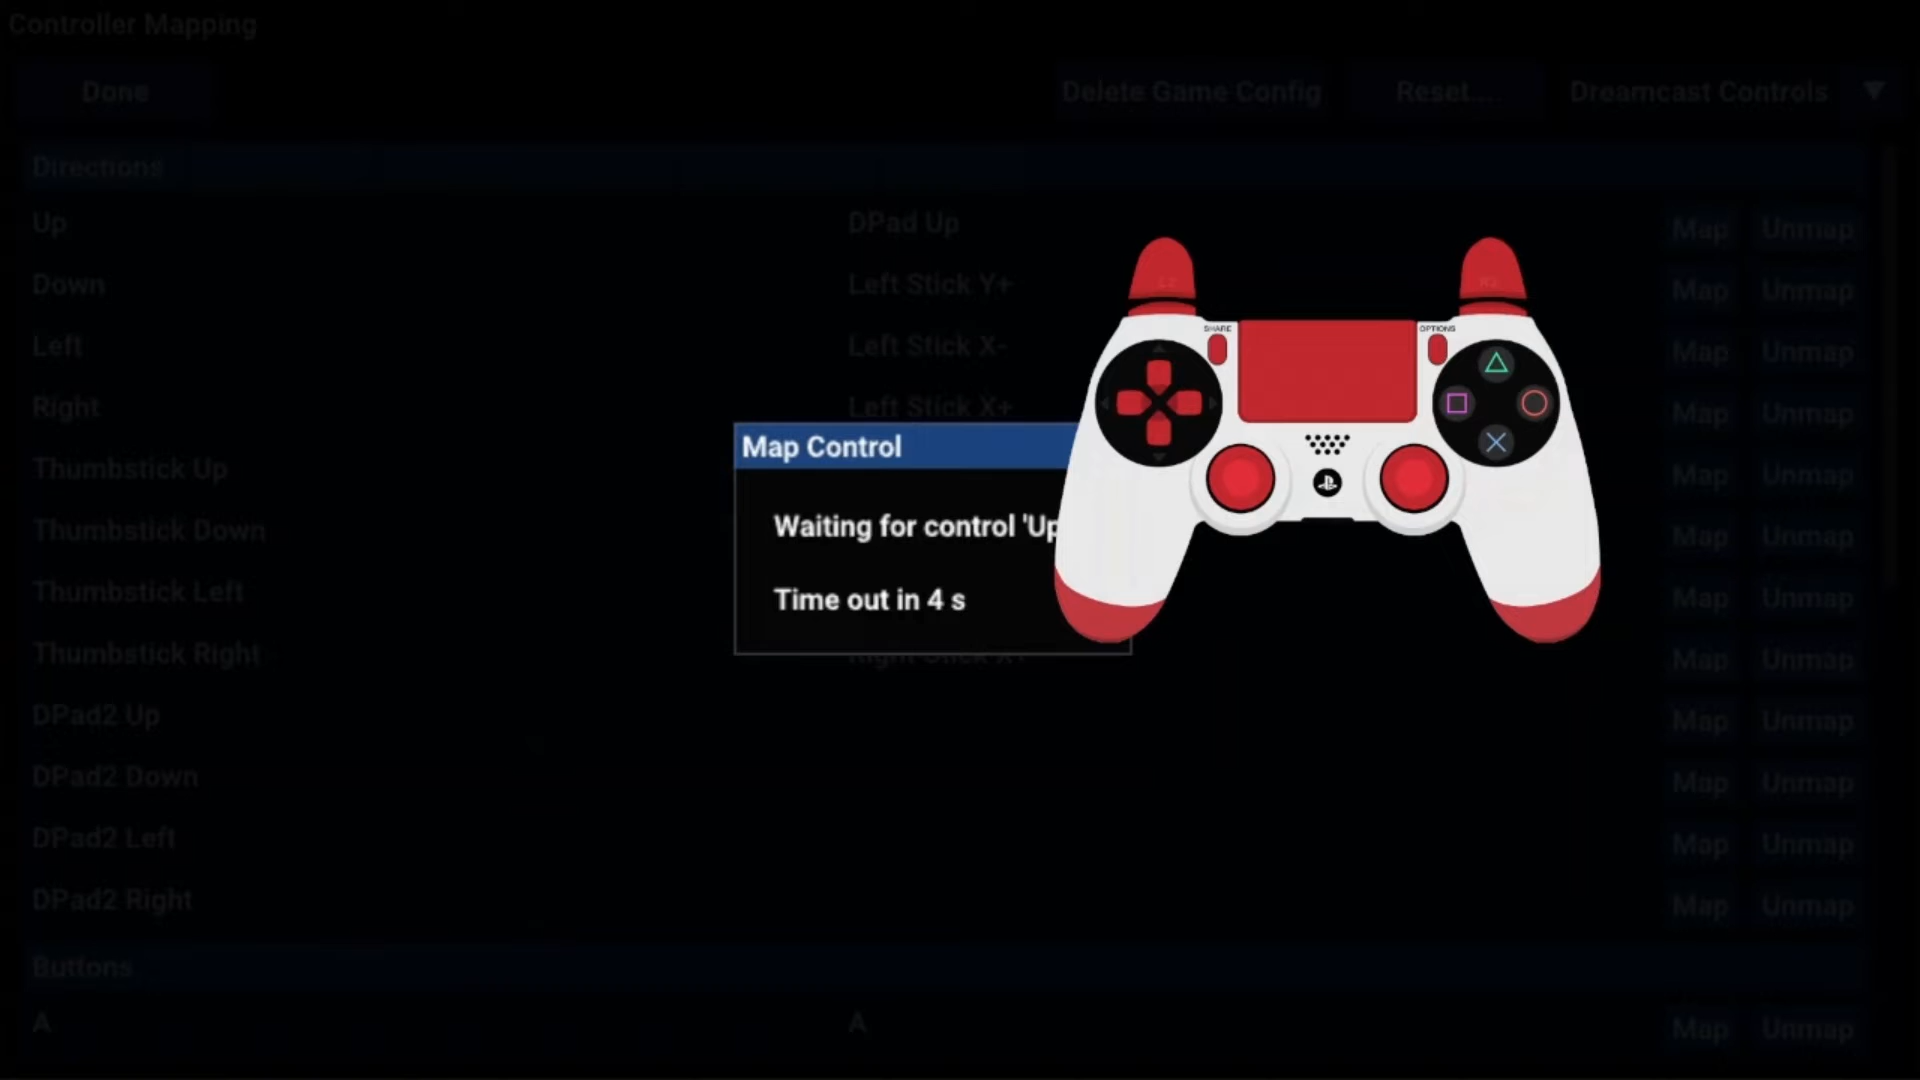 Controller Mapping
Done
Delete Game Config
Reset...
Dreamcast Controls
Directions
Up
DPad Up
Map
Unmap
Down
Left Stick Y+
Map
Unmap
Left
Left Stick X-
Map
Unmap
Right
Left Stick X+
Map
Unmap
Map Control
Waiting for control 'Up
Time out in 4 s
L2
R2
SHARE
OPTIONS
Thumbstick Up
Map
Unmap
Thumbstick Down
Map
Unmap
Thumbstick Left
Map
Unmap
Thumbstick Right
Right Stick X+
Map
Unmap
DPad2 Up
Map
Unmap
DPad2 Down
Map
Unmap
DPad2 Left
Map
Unmap
DPad2 Right
Map
Unmap
Buttons
A
A
Map
Unmap